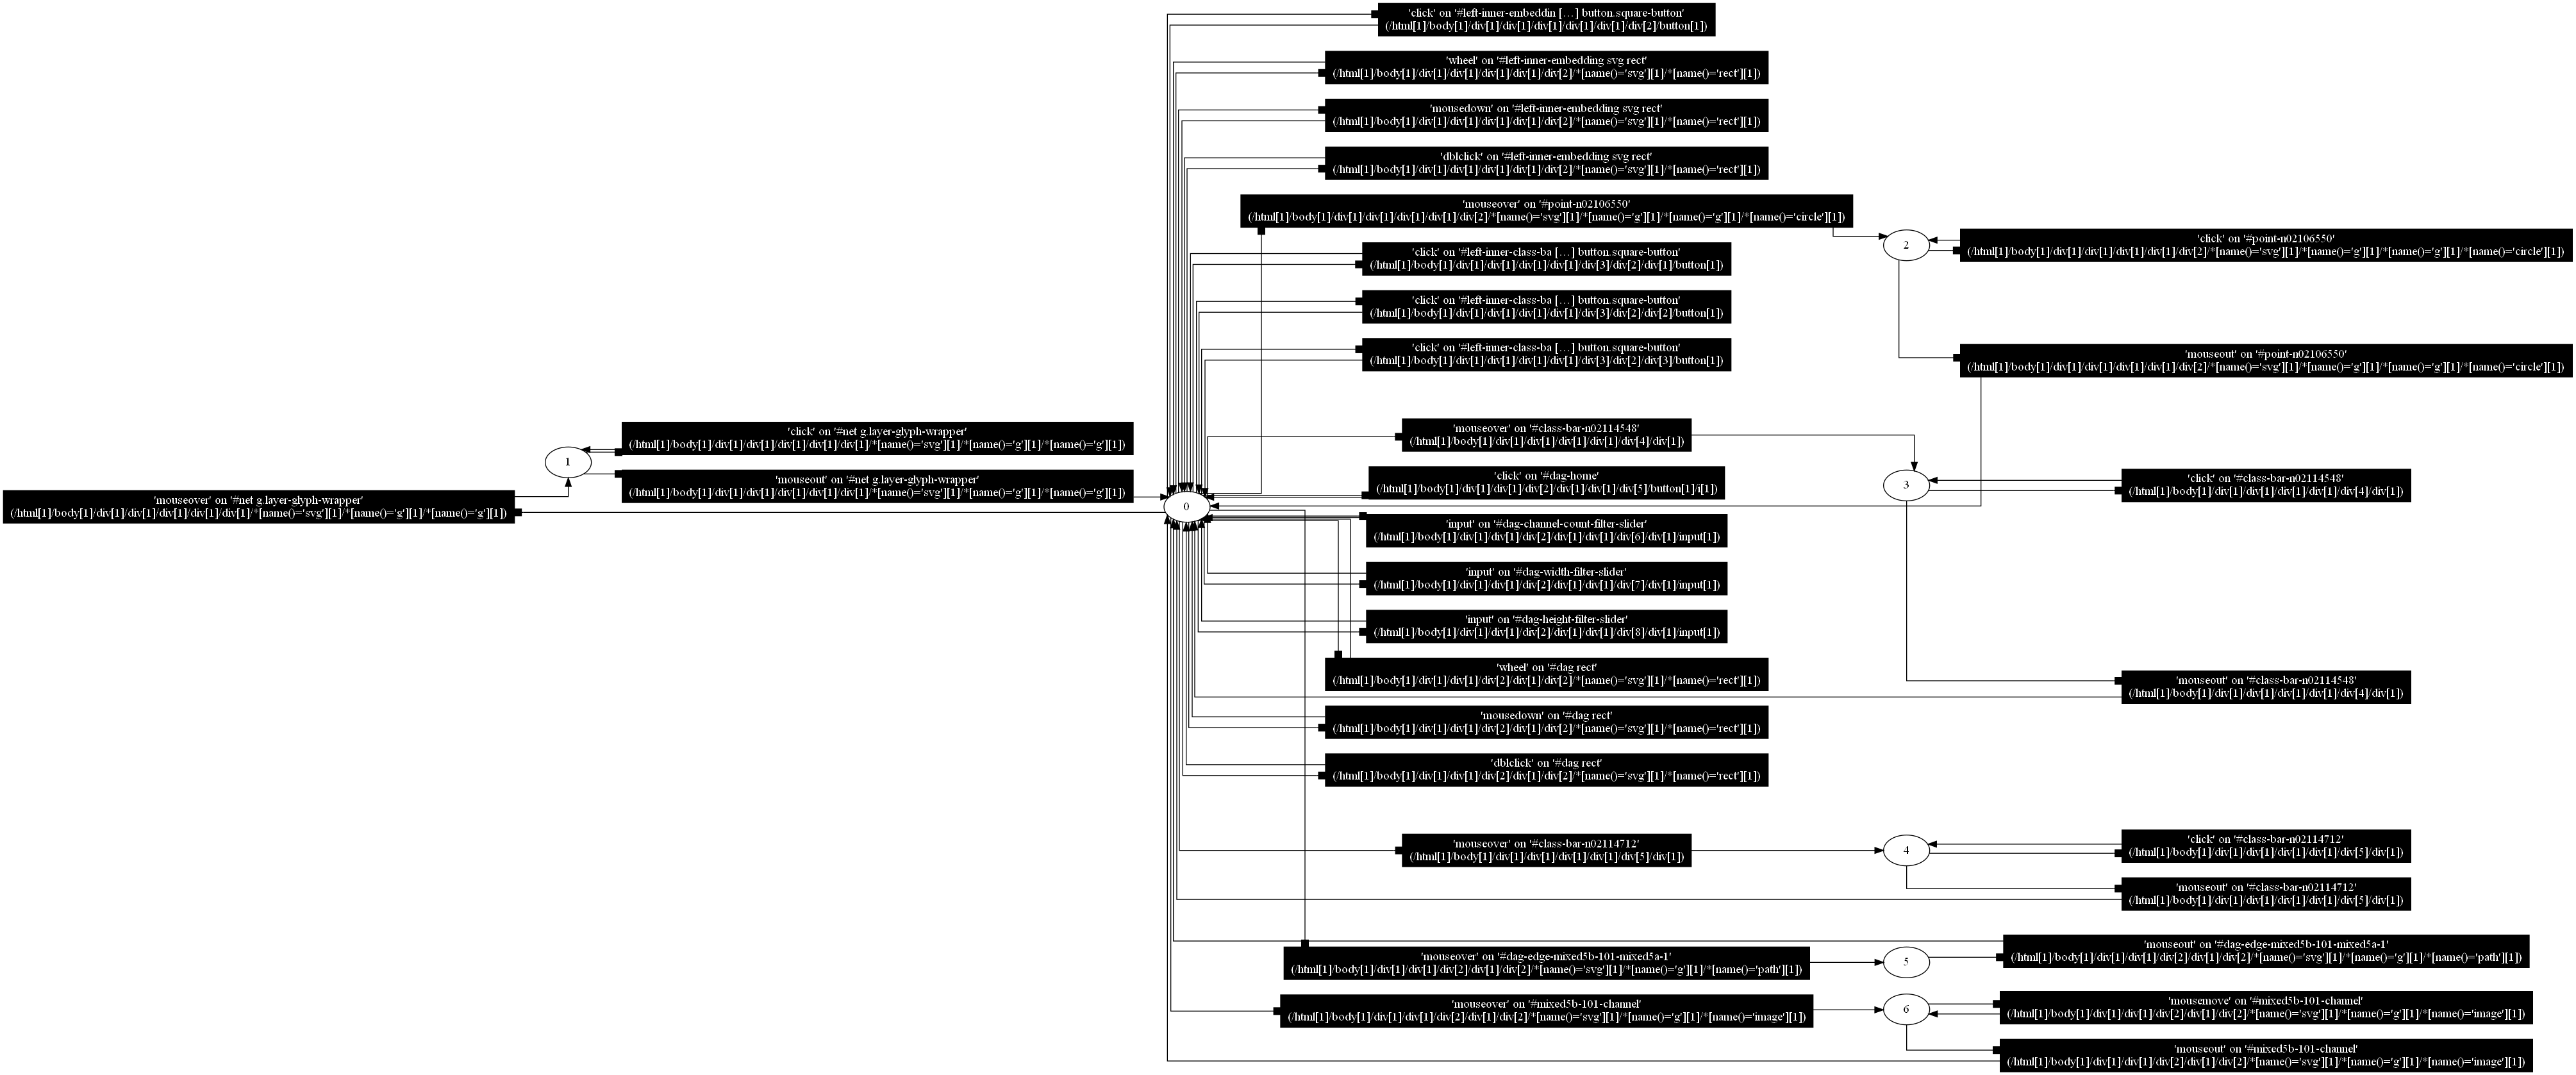 'click' on '#left-inner-embeddin […] button.square-button'
(/html[1]/body[1]/div[1]/div[1]/div[1]/div[1]/div[1]/div[2]/button[1])
'wheel' on '#left-inner-embedding svg rect'
(/html[1]/body[1]/div[1]/div[1]/div[1]/div[1]/div[2]/*[name()='svg'][1]/*[name()='rect'][1])
'mousedown' on '#left-inner-embedding svg rect'
(/html[1]/body[1]/div[1]/div[1]/div[1]/div[1]/div[2]/*[name()='svg'][1]/*[name()='rect'][1])
'dblclick' on '#left-inner-embedding svg rect'
(/html[1]/body[1]/div[1]/div[1]/div[1]/div[1]/div[2]/*[name()='svg'][1]/*[name()='rect'][1])
'mouseover' on '#point-n02106550'
(/html[1]/body[1]/div[1]/div[1]/div[1]/div[1]/div[2]/*[name()='svg'][1]/*[name()='g'][1]/*[name()='g'][1]/*[name()='circle'][1])
'click' on '#left-inner-class-ba […] button.square-button'
(/html[1]/body[1]/div[1]/div[1]/div[1]/div[1]/div[3]/div[2]/div[1]/button[1])
2
'click' on '#point-n02106550'
(/html[1]/body[1]/div[1]/div[1]/div[1]/div[1]/div[2]/*[name()='svg'][1]/*[name()='g'][1]/*[name()='g'][1]/*[name()='circle'][1])
'click' on '#left-inner-class-ba […] button.square-button'
(/html[1]/body[1]/div[1]/div[1]/div[1]/div[1]/div[3]/div[2]/div[2]/button[1])
'click' on '#left-inner-class-ba […] button.square-button'
(/html[1]/body[1]/div[1]/div[1]/div[1]/div[1]/div[3]/div[2]/div[3]/button[1])
'mouseout' on '#point-n02106550'
(/html[1]/body[1]/div[1]/div[1]/div[1]/div[1]/div[2]/*[name()='svg'][1]/*[name()='g'][1]/*[name()='g'][1]/*[name()='circle'][1])
1
'click' on '#net g.layer-glyph-wrapper'
(/html[1]/body[1]/div[1]/div[1]/div[1]/div[1]/div[1]/*[name()='svg'][1]/*[name()='g'][1]/*[name()='g'][1])
'mouseout' on '#net g.layer-glyph-wrapper'
(/html[1]/body[1]/div[1]/div[1]/div[1]/div[1]/div[1]/*[name()='svg'][1]/*[name()='g'][1]/*[name()='g'][1])
'mouseover' on '#net g.layer-glyph-wrapper'
(/html[1]/body[1]/div[1]/div[1]/div[1]/div[1]/div[1]/*[name()='svg'][1]/*[name()='g'][1]/*[name()='g'][1])
0
'mouseover' on '#class-bar-n02114548'
(/html[1]/body[1]/div[1]/div[1]/div[1]/div[1]/div[4]/div[1])
'click' on '#dag-home'
(/html[1]/body[1]/div[1]/div[1]/div[2]/div[1]/div[1]/div[5]/button[1]/i[1])
3
'click' on '#class-bar-n02114548'
(/html[1]/body[1]/div[1]/div[1]/div[1]/div[1]/div[4]/div[1])
'input' on '#dag-channel-count-filter-slider'
(/html[1]/body[1]/div[1]/div[1]/div[2]/div[1]/div[1]/div[6]/div[1]/input[1])
'input' on '#dag-width-filter-slider'
(/html[1]/body[1]/div[1]/div[1]/div[2]/div[1]/div[1]/div[7]/div[1]/input[1])
'input' on '#dag-height-filter-slider'
(/html[1]/body[1]/div[1]/div[1]/div[2]/div[1]/div[1]/div[8]/div[1]/input[1])
'wheel' on '#dag rect'
(/html[1]/body[1]/div[1]/div[1]/div[2]/div[1]/div[2]/*[name()='svg'][1]/*[name()='rect'][1])
'mouseout' on '#class-bar-n02114548'
(/html[1]/body[1]/div[1]/div[1]/div[1]/div[1]/div[4]/div[1])
'mousedown' on '#dag rect'
(/html[1]/body[1]/div[1]/div[1]/div[2]/div[1]/div[2]/*[name()='svg'][1]/*[name()='rect'][1])
'dblclick' on '#dag rect'
(/html[1]/body[1]/div[1]/div[1]/div[2]/div[1]/div[2]/*[name()='svg'][1]/*[name()='rect'][1])
'mouseover' on '#class-bar-n02114712'
(/html[1]/body[1]/div[1]/div[1]/div[1]/div[1]/div[5]/div[1])
4
'click' on '#class-bar-n02114712'
(/html[1]/body[1]/div[1]/div[1]/div[1]/div[1]/div[5]/div[1])
'mouseout' on '#class-bar-n02114712'
(/html[1]/body[1]/div[1]/div[1]/div[1]/div[1]/div[5]/div[1])
'mouseover' on '#dag-edge-mixed5b-101-mixed5a-1'
(/html[1]/body[1]/div[1]/div[1]/div[2]/div[1]/div[2]/*[name()='svg'][1]/*[name()='g'][1]/*[name()='path'][1])
5
'mouseout' on '#dag-edge-mixed5b-101-mixed5a-1'
(/html[1]/body[1]/div[1]/div[1]/div[2]/div[1]/div[2]/*[name()='svg'][1]/*[name()='g'][1]/*[name()='path'][1])
'mouseover' on '#mixed5b-101-channel'
(/html[1]/body[1]/div[1]/div[1]/div[2]/div[1]/div[2]/*[name()='svg'][1]/*[name()='g'][1]/*[name()='image'][1])
6
'mousemove' on '#mixed5b-101-channel'
(/html[1]/body[1]/div[1]/div[1]/div[2]/div[1]/div[2]/*[name()='svg'][1]/*[name()='g'][1]/*[name()='image'][1])
'mouseout' on '#mixed5b-101-channel'
(/html[1]/body[1]/div[1]/div[1]/div[2]/div[1]/div[2]/*[name()='svg'][1]/*[name()='g'][1]/*[name()='image'][1])